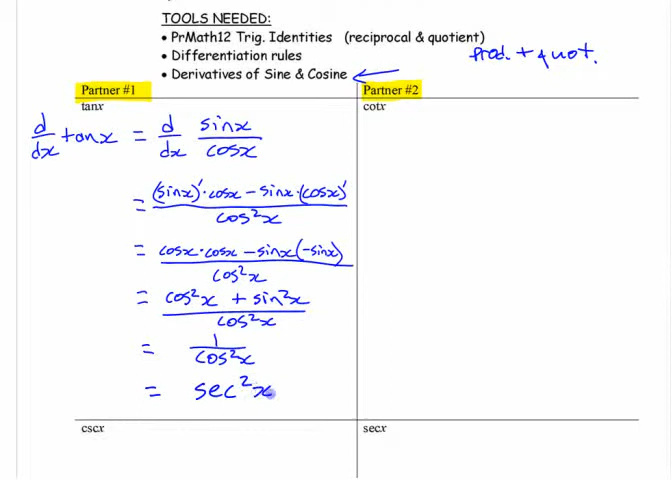 TOOLS NEEDED:
• PrMath12 Trig. Identities (reciprocal & quotient)
• Differentiation rules
prod. + quot.
• Derivatives of Sine & Cosine
Partner #1
Partner #2
tanx
cotx
d/dx tanx = d/dx sinx/cosx
= ((sinx)'·cosx − sinx·(cosx)')/cos²x
= (cosx·cosx − sinx(−sinx))/cos²x
= (cos²x + sin²x)/cos²x
= 1/cos²x
= sec²x
cscx
secx